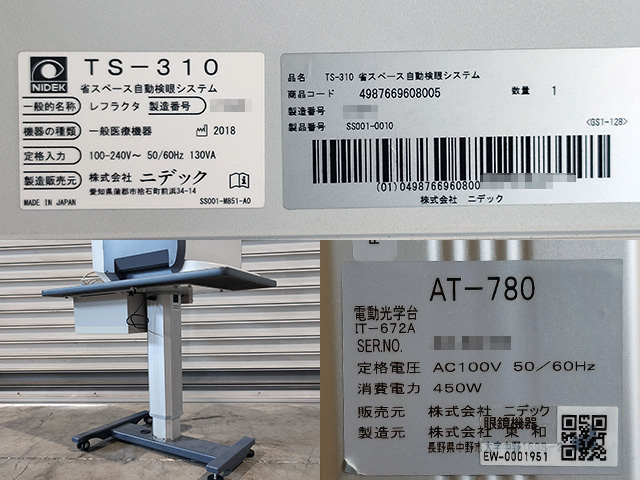 NIDEK
TS-310
省スペース自動検眼システム
一般的名称 レフラクタ 製造番号
機器の種類 一般医療機器 2018
定格入力 100-240V～ 50/60Hz 130VA
製造販売元 株式会社 ニデック
愛知県蒲郡市拾石町前浜34-14
MADE IN JAPAN SS001-M851-A0
品名 TS-310 省スペース自動検眼システム
商品コード 4987669608005 数量 1
製造番号
製品番号 SS001-0010 <GS1-128>
(01)0498766960800
株式会社 ニデック
AT-780
電動光学台
IT-672A
SER.NO.
定格電圧 AC100V 50/60Hz
消費電力 450W
販売元 株式会社 ニデック
製造元 株式会社 東和
長野県中野市
眼鏡機器
EW-0001951